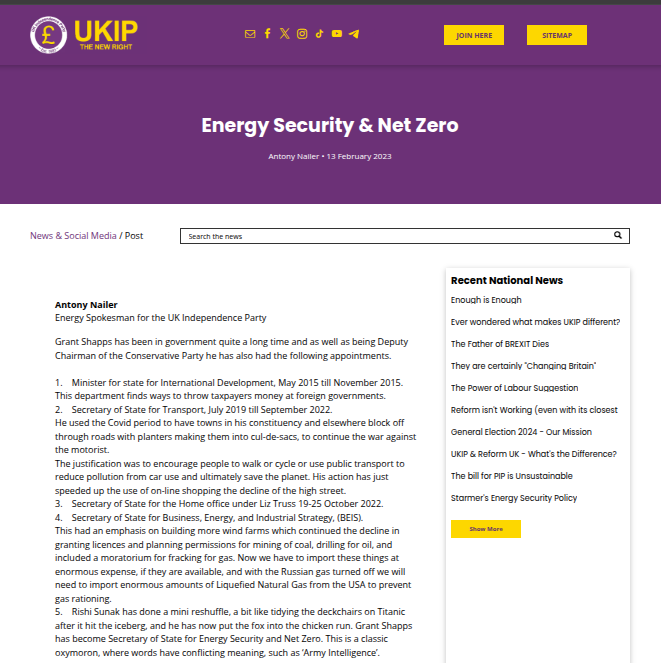 UKIP
THE NEW RIGHT
JOIN HERE
SITEMAP
Energy Security & Net Zero
Antony Nailer • 13 February 2023
News & Social Media / Post
Search the news
Antony Nailer
Energy Spokesman for the UK Independence Party
Grant Shapps has been in government quite a long time and as well as being Deputy
Chairman of the Conservative Party he has also had the following appointments.
1. Minister for state for International Development, May 2015 till November 2015.
This department finds ways to throw taxpayers money at foreign governments.
2. Secretary of State for Transport, July 2019 till September 2022.
He used the Covid period to have towns in his constituency and elsewhere block off
through roads with planters making them into cul-de-sacs, to continue the war against
the motorist.
The justification was to encourage people to walk or cycle or use public transport to
reduce pollution from car use and ultimately save the planet. His action has just
speeded up the use of on-line shopping the decline of the high street.
3. Secretary of State for the Home office under Liz Truss 19-25 October 2022.
4. Secretary of State for Business, Energy, and Industrial Strategy, (BEIS).
This had an emphasis on building more wind farms which continued the decline in
granting licences and planning permissions for mining of coal, drilling for oil, and
included a moratorium for fracking for gas. Now we have to import these things at
enormous expense, if they are available, and with the Russian gas turned off we will
need to import enormous amounts of Liquefied Natural Gas from the USA to prevent
gas rationing.
5. Rishi Sunak has done a mini reshuffle, a bit like tidying the deckchairs on Titanic
after it hit the iceberg, and he has now put the fox into the chicken run. Grant Shapps
has become Secretary of State for Energy Security and Net Zero. This is a classic
oxymoron, where words have conflicting meaning, such as ‘Army Intelligence’.
Recent National News
Enough is Enough
Ever wondered what makes UKIP different?
The Father of BREXIT Dies
They are certainly "Changing Britain"
The Power of Labour Suggestion
Reform isn't Working (even with its closest
General Election 2024 - Our Mission
UKIP & Reform UK - What's the Difference?
The bill for PIP is Unsustainable
Starmer's Energy Security Policy
Show More